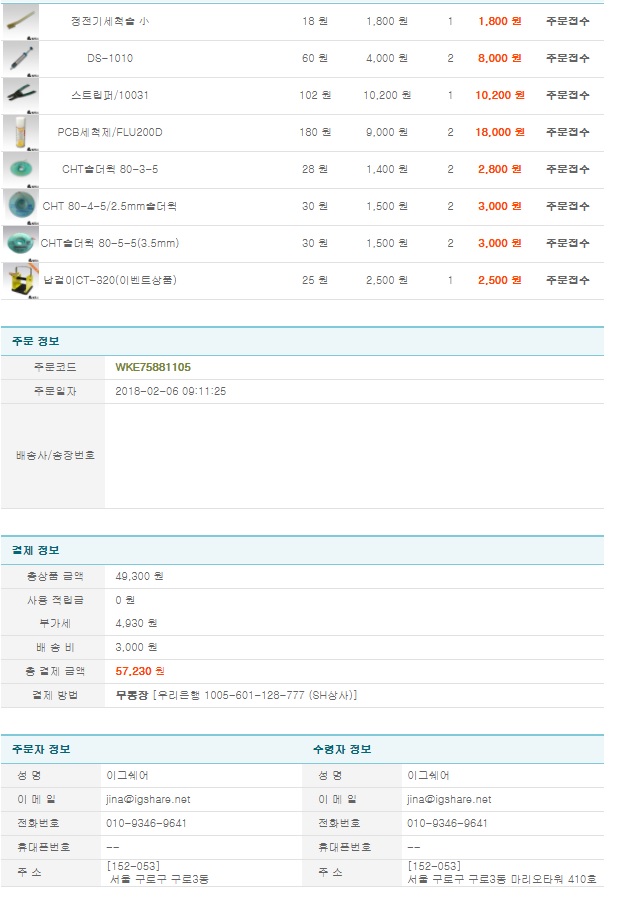 정전기세척솔 小 18 원 1,800 원 1 1,800 원 주문접수
DS-1010 60 원 4,000 원 2 8,000 원 주문접수
스트립퍼/10031 102 원 10,200 원 1 10,200 원 주문접수
PCB세척제/FLU200D 180 원 9,000 원 2 18,000 원 주문접수
CHT솔더윅 80-3-5 28 원 1,400 원 2 2,800 원 주문접수
CHT 80-4-5/2.5mm솔더윅 30 원 1,500 원 2 3,000 원 주문접수
CHT솔더윅 80-5-5(3.5mm) 30 원 1,500 원 2 3,000 원 주문접수
납걸이CT-320(이벤트상품) 25 원 2,500 원 1 2,500 원 주문접수
주문 정보
주문코드 WKE75881105
주문일자 2018-02-06 09:11:25
배송사/송장번호
결제 정보
총상품 금액 49,300 원
사용 적립금 0 원
부가세 4,930 원
배 송 비 3,000 원
총 결제 금액 57,230 원
결제 방법 무통장 [우리은행 1005-601-128-777 (SH상사)]
주문자 정보 수령자 정보
성 명 이그쉐어 성 명 이그쉐어
이 메 일 jina@igshare.net 이 메 일 jina@igshare.net
전화번호 010-9346-9641 전화번호 010-9346-9641
휴대폰번호 -- 휴대폰번호 --
주 소 [152-053] 주 소 [152-053]
서울 구로구 구로3동 서울 구로구 구로3동 마리오타워 410호